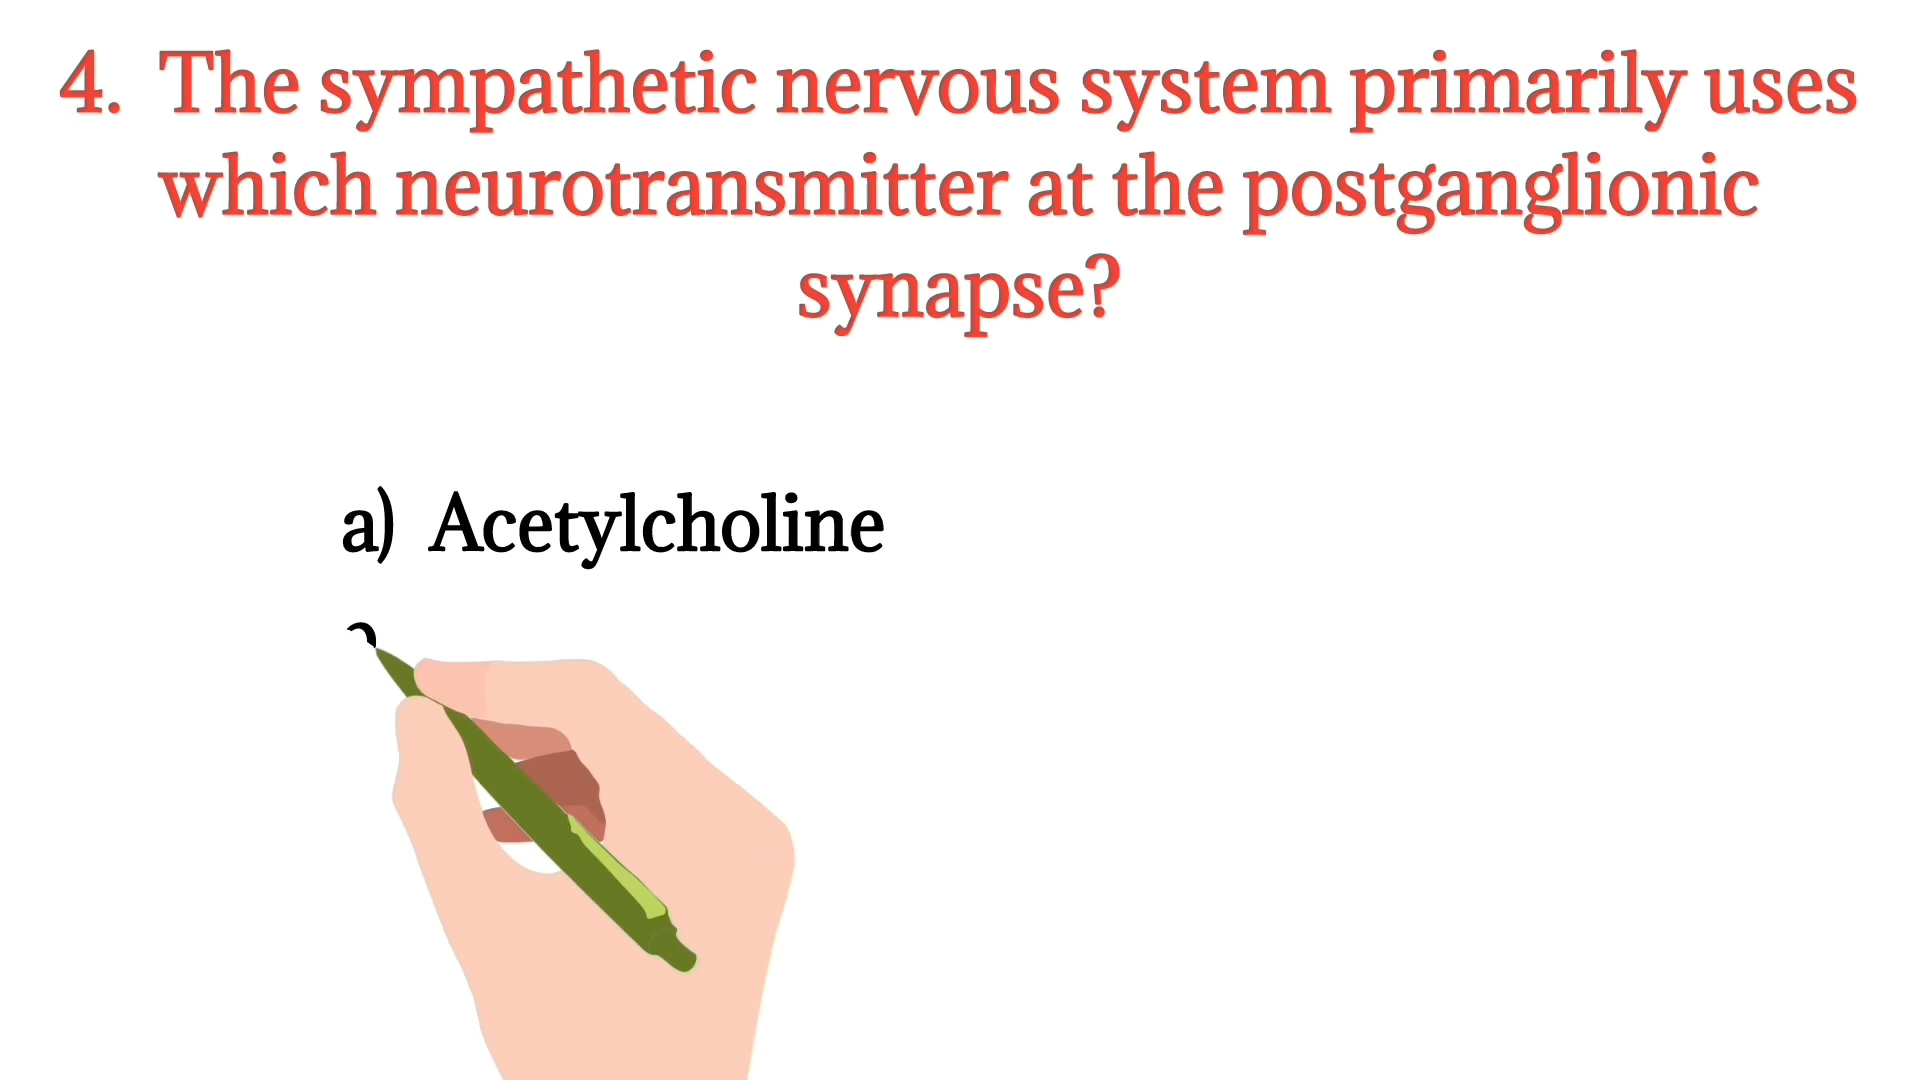 4. The sympathetic nervous system primarily uses
which neurotransmitter at the postganglionic
synapse?
a) Acetylcholine